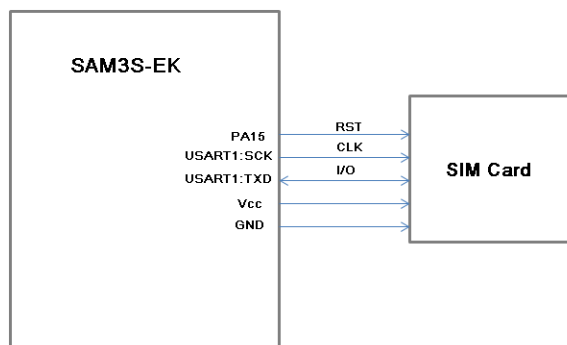 SAM3S-EK
PA15
RST
USART1:SCK
CLK
USART1:TXD
I/O
Vcc
GND
SIM Card